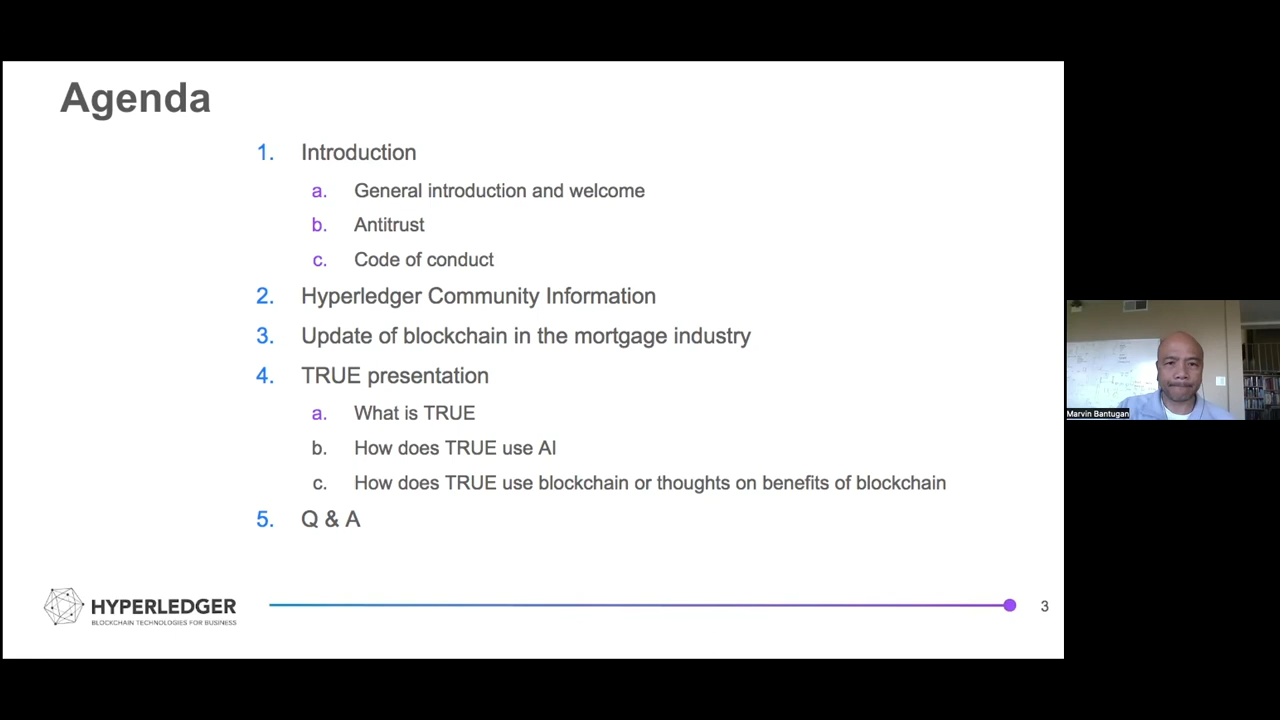 Agenda
1. Introduction
a. General introduction and welcome
b. Antitrust
c. Code of conduct
2. Hyperledger Community Information
3. Update of blockchain in the mortgage industry
4. TRUE presentation
a. What is TRUE
b. How does TRUE use AI
c. How does TRUE use blockchain or thoughts on benefits of blockchain
5. Q & A
HYPERLEDGER
BLOCKCHAIN TECHNOLOGIES FOR BUSINESS
3
Marvin Bantugan